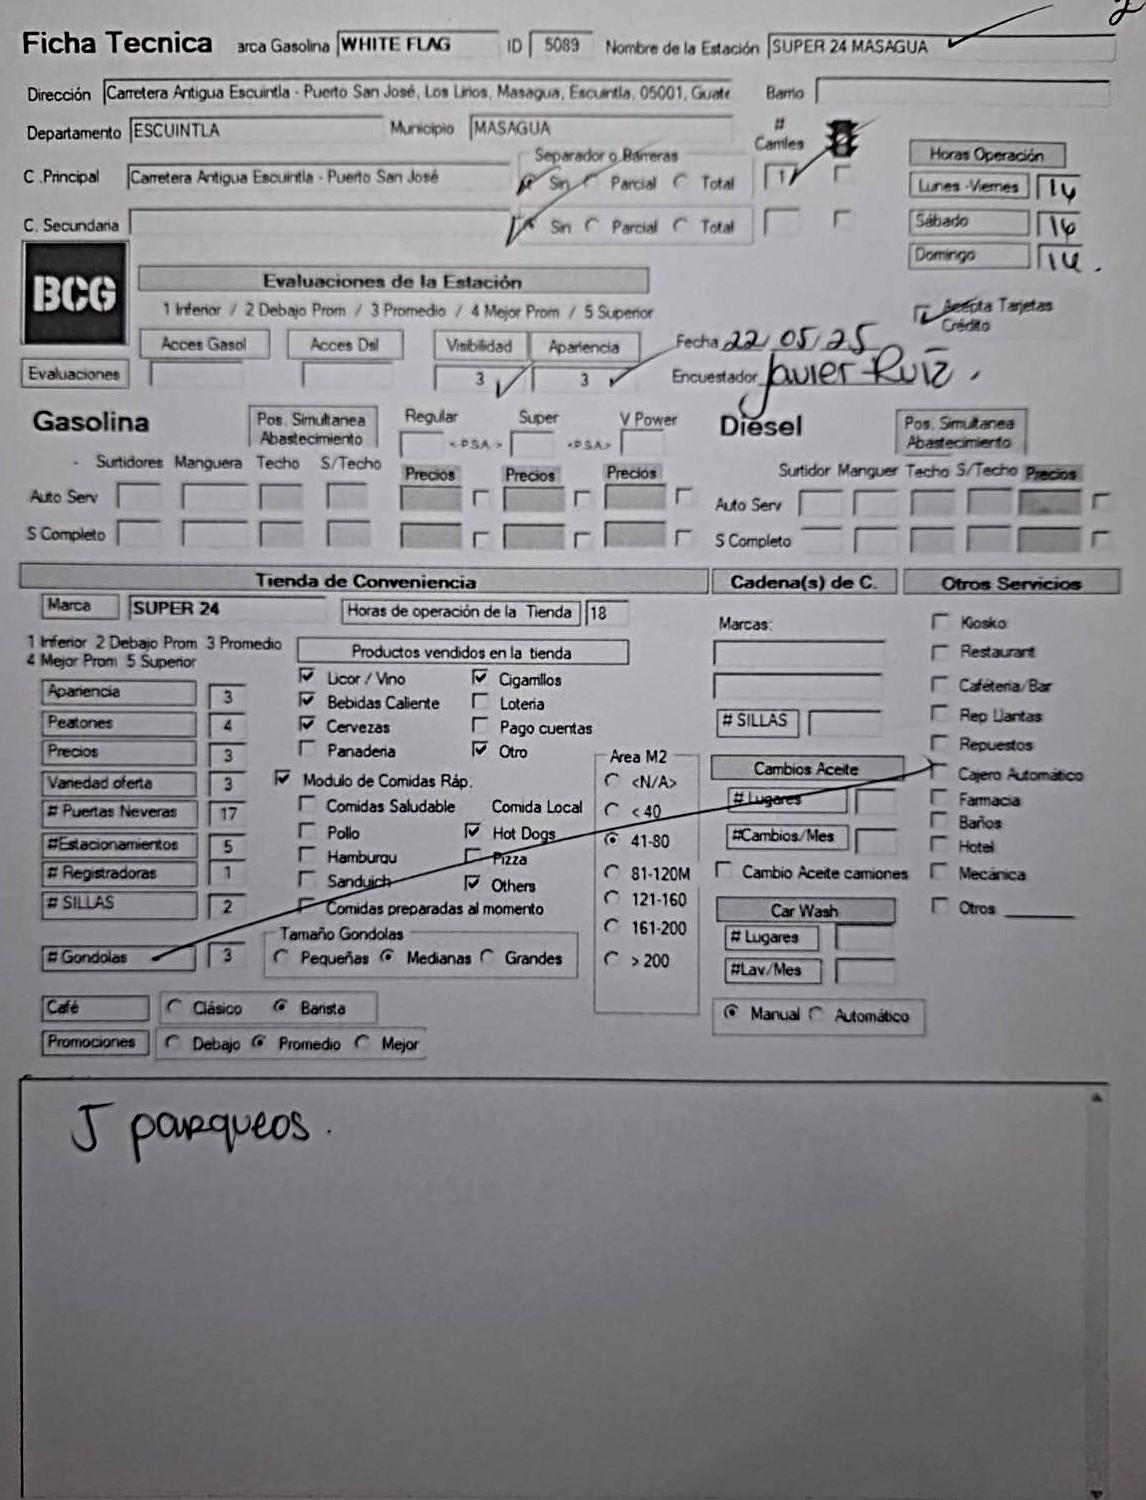 Ficha Tecnica arca Gasolina WHITE FLAG ID 5089 Nombre de la Estación SUPER 24 MASAGUA
Dirección Carretera Antigua Escuintla - Puerto San José, Los Lirios, Masagua, Escuintla, 05001, Guate Barrio
Departamento ESCUINTLA Municipio MASAGUA # Carriles
Separador o Barreras
C .Principal Carretera Antigua Escuintla - Puerto San José Sin Parcial Total 1
C. Secundaria Sin Parcial Total
Horas Operación
Lunes -Viernes 14
Sábado 14
Domingo 14.
BCG
Evaluaciones de la Estación
1 Inferior / 2 Debajo Prom / 3 Promedio / 4 Mejor Prom / 5 Superior
Acepta Tarjetas Crédito
Acces Gasol Acces Dsl Visibilidad Apariencia
Evaluaciones 3 3
Fecha 22/05/25
Encuestador Javier Ruiz.
Gasolina Pos. Simultanea Abastecimiento Regular Super V Power
<PSA> <PSA>
Surtidores Manguera Techo S/Techo Precios Precios Precios
Auto Serv
S Completo
Diesel Pos. Simultanea Abastecimiento
Surtidor Manguer Techo S/Techo Precios
Auto Serv
S Completo
Tienda de Conveniencia Cadena(s) de C. Otros Servicios
Marca SUPER 24 Horas de operación de la Tienda 18
1 Inferior 2 Debajo Prom 3 Promedio
4 Mejor Prom 5 Superior
Apariencia 3
Peatones 4
Precios 3
Variedad oferta 3
# Puertas Neveras 17
#Estacionamientos 5
# Registradoras 1
# SILLAS 2
# Gondolas 3
Productos vendidos en la tienda
Licor / Vino Cigarrillos
Bebidas Caliente Loteria
Cervezas Pago cuentas
Panaderia Otro
Modulo de Comidas Ráp.
Comidas Saludable Comida Local
Pollo Hot Dogs
Hamburgu Pizza
Sanduich Others
Comidas preparadas al momento
Tamaño Gondolas
Pequeñas Medianas Grandes
Area M2
<N/A>
< 40
41-80
81-120M
121-160
161-200
> 200
Café Clásico Barista
Promociones Debajo Promedio Mejor
Marcas:
# SILLAS
Cambios Aceite
# Lugares
#Cambios/Mes
Cambio Aceite camiones
Car Wash
# Lugares
#Lav/Mes
Manual Automático
Kiosko
Restaurant
Caféteria/Bar
Rep Llantas
Repuestos
Cajero Automático
Farmacia
Baños
Hotel
Mecánica
Otros
5 parqueos.